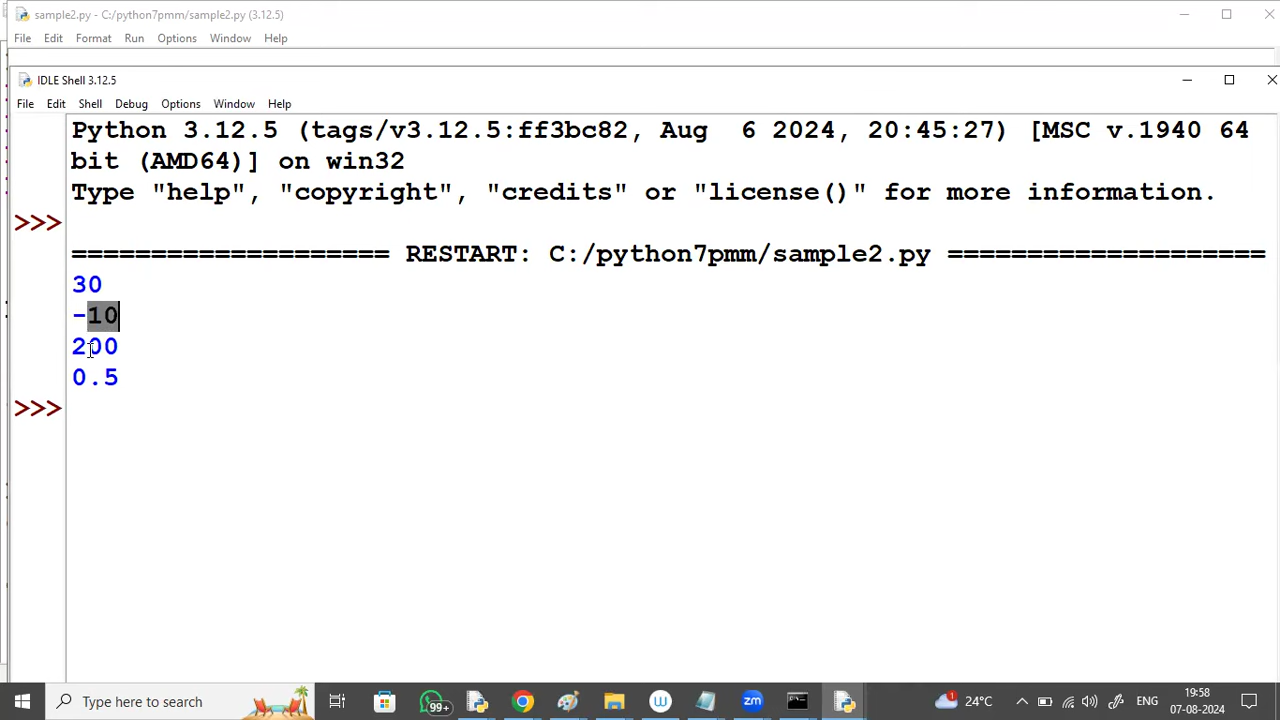 sample2.py - C:/python7pmm/sample2.py (3.12.5)
File Edit Format Run Options Window Help
IDLE Shell 3.12.5
File Edit Shell Debug Options Window Help
Python 3.12.5 (tags/v3.12.5:ff3bc82, Aug  6 2024, 20:45:27) [MSC v.1940 64
bit (AMD64)] on win32
Type "help", "copyright", "credits" or "license()" for more information.
>>>
==================== RESTART: C:/python7pmm/sample2.py ====================
30
-10
200
0.5
>>>
Type here to search
99+
W
zm
1
24°C
ENG
19:58
07-08-2024